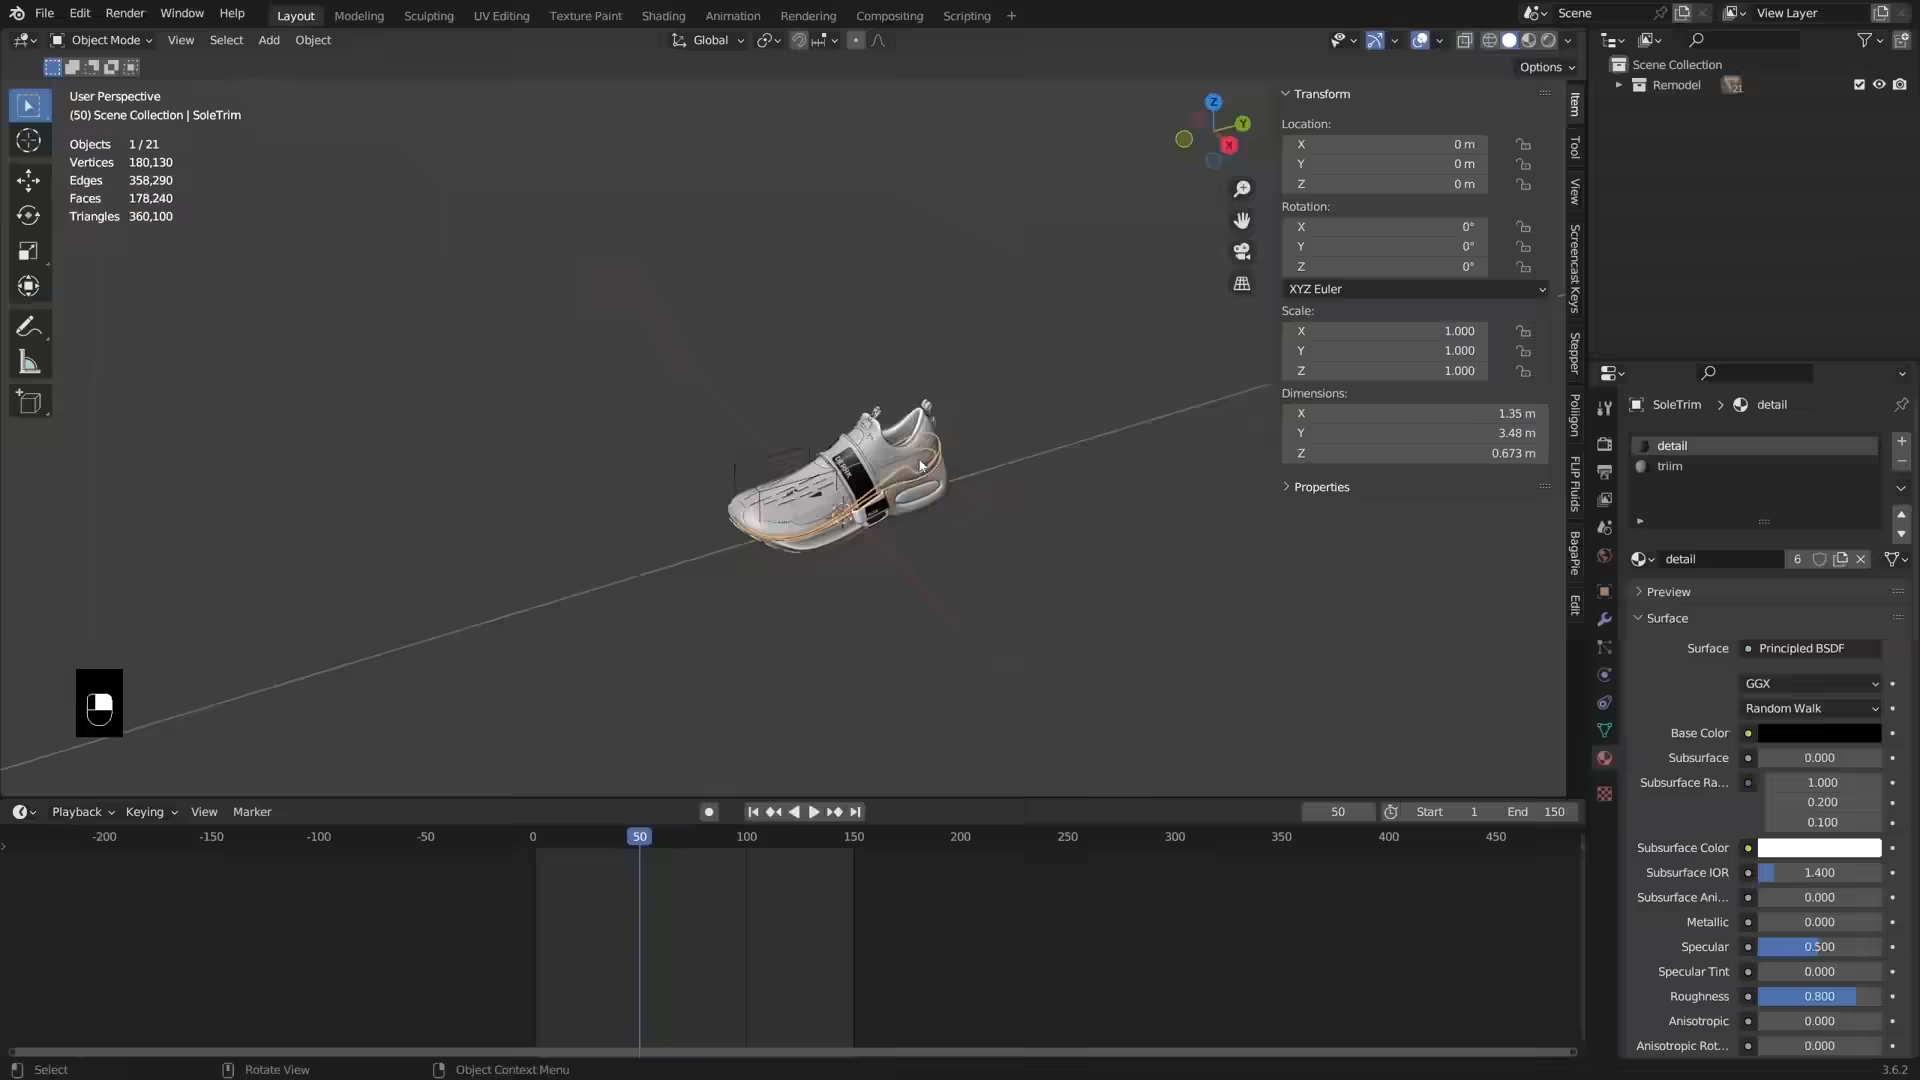 File Edit Render Window Help Layout Modeling Sculpting UV Editing Texture Paint Shading Animation Rendering Compositing Scripting + Scene View Layer
Object Mode View Select Add Object Global
Options
User Perspective
(50) Scene Collection | SoleTrim
Objects 1 / 21
Vertices 180,130
Edges 358,290
Faces 178,240
Triangles 360,100
Z
Y
X
Transform
Location:
X 0 m
Y 0 m
Z 0 m
Rotation:
X 0°
Y 0°
Z 0°
XYZ Euler
Scale:
X 1.000
Y 1.000
Z 1.000
Dimensions:
X 1.35 m
Y 3.48 m
Z 0.673 m
Properties
Item
Tool
View
Screencast Keys
Stepper
Poliigon
FLIP Fluids
BagaPie
Edit
Scene Collection
Remodel 21
SoleTrim > detail
detail
triim
detail 6
Preview
Surface
Surface Principled BSDF
GGX
Random Walk
Base Color
Subsurface 0.000
Subsurface Ra... 1.000
0.200
0.100
Subsurface Color
Subsurface IOR 1.400
Subsurface Ani... 0.000
Metallic 0.000
Specular 0.500
Specular Tint 0.000
Roughness 0.800
Anisotropic 0.000
Anisotropic Rot... 0.000
Playback Keying View Marker 50 Start 1 End 150
-200 -150 -100 -50 0 50 100 150 200 250 300 350 400 450
Select Rotate View Object Context Menu 3.6.2